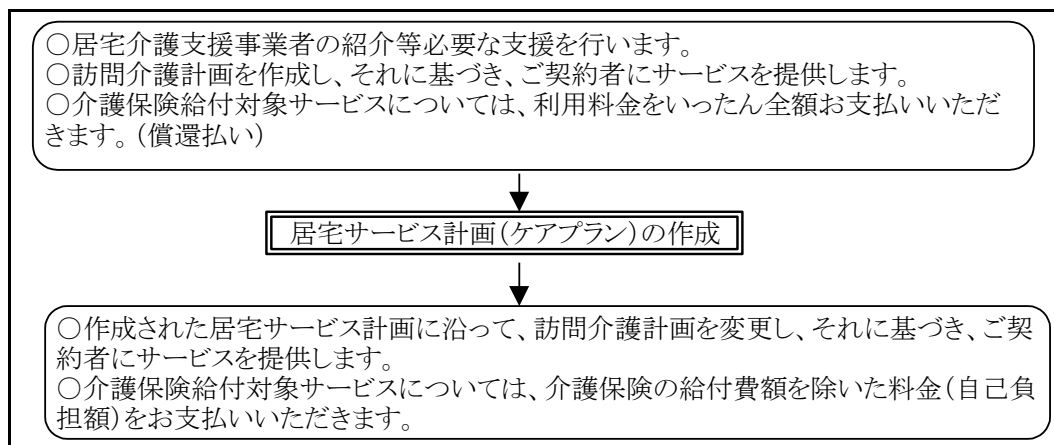 ○居宅介護支援事業者の紹介等必要な支援を行います。
○訪問介護計画を作成し、それに基づき、ご契約者にサービスを提供します。
○介護保険給付対象サービスについては、利用料金をいったん全額お支払いいただ
きます。(償還払い)
居宅サービス計画(ケアプラン)の作成
○作成された居宅サービス計画に沿って、訪問介護計画を変更し、それに基づき、ご契
約者にサービスを提供します。
○介護保険給付対象サービスについては、介護保険の給付費額を除いた料金(自己負
担額)をお支払いいただきます。